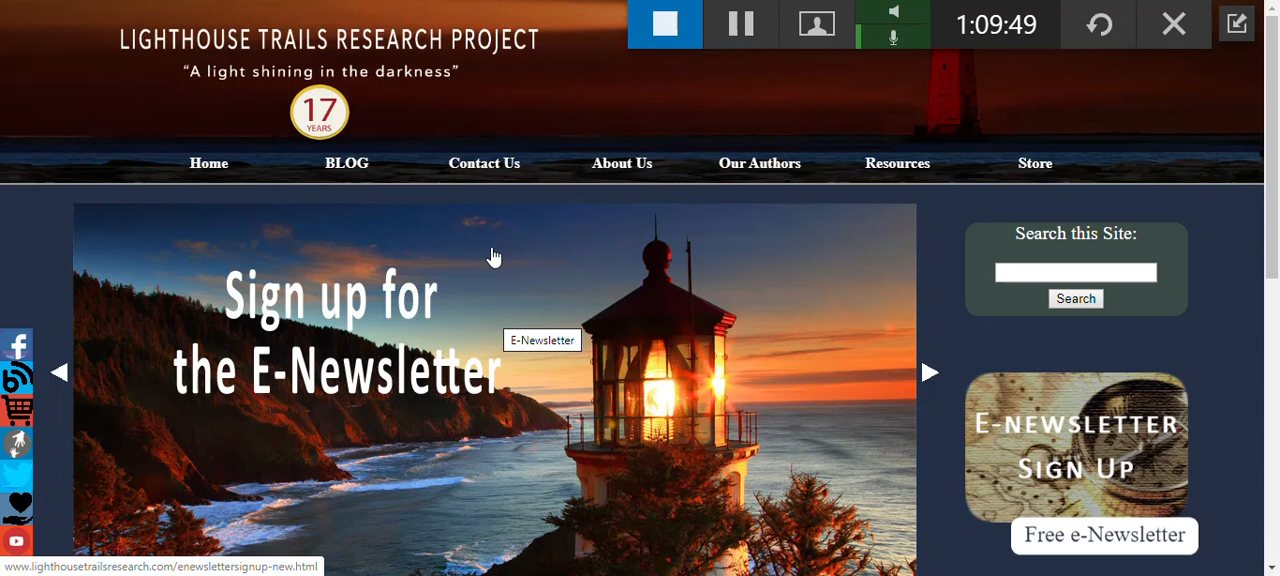 LIGHTHOUSE TRAILS RESEARCH PROJECT
“A light shining in the darkness”
17
YEARS
1:09:49
Home BLOG Contact Us About Us Our Authors Resources Store
Sign up for
the E-Newsletter
E-Newsletter
Search this Site:
Search
E-NEWSLETTER
SIGN UP
Free e-Newsletter
www.lighthousetrailsresearch.com/enewslettersignup-new.html